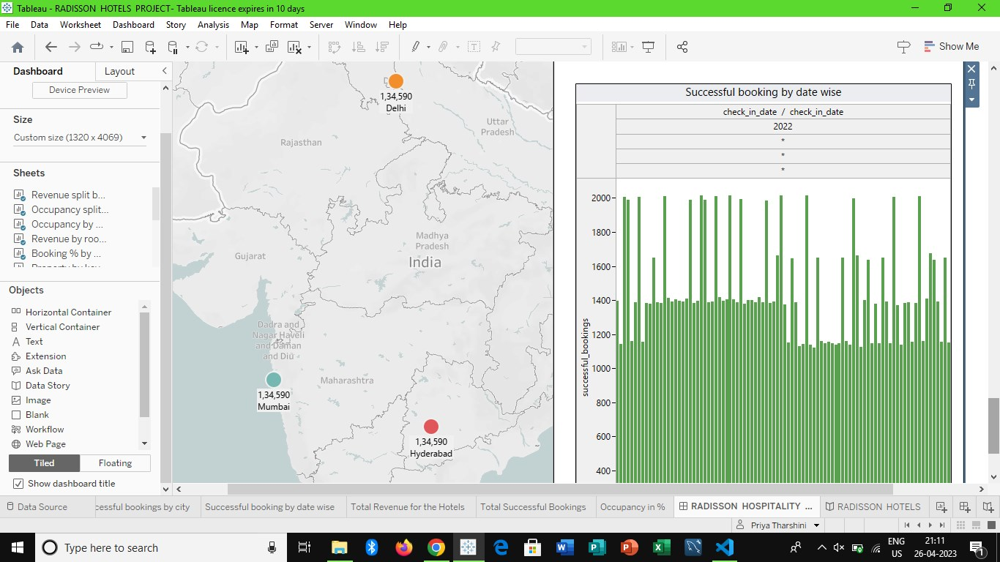 Tableau - RADISSON HOTELS PROJECT- Tableau licence expires in 10 days
File Data Worksheet Dashboard Story Analysis Map Format Server Window Help
Show Me
Dashboard Layout
Device Preview
Size
Custom size (1320 x 4069)
Sheets
Revenue split b...
Occupancy split...
Occupancy by ...
Revenue by roo...
Booking % by ...
Objects
Horizontal Container
Vertical Container
Text
Extension
Ask Data
Data Story
Image
Blank
Workflow
Web Page
Tiled Floating
Show dashboard title
1,34,590
Delhi
Uttar
Pradesh
Rajasthan
Madhya
Pradesh
India
Gujarat
Dadra and
Nagar Haveli
and Daman
and Diu
Maharashtra
1,34,590
Mumbai
1,34,590
Hyderabad
Successful booking by date wise
check_in_date / check_in_date
2022
*
*
*
2000
1800
1600
1400
1200
1000
800
600
400
successful_bookings
Data Source cessful bookings by city Successful booking by date wise Total Revenue for the Hotels Total Successful Bookings Occupancy in % RADISSON HOSPITALITY ... RADISSON HOTELS
Priya Tharshini
Type here to search
ENG
US
21:11
26-04-2023
1